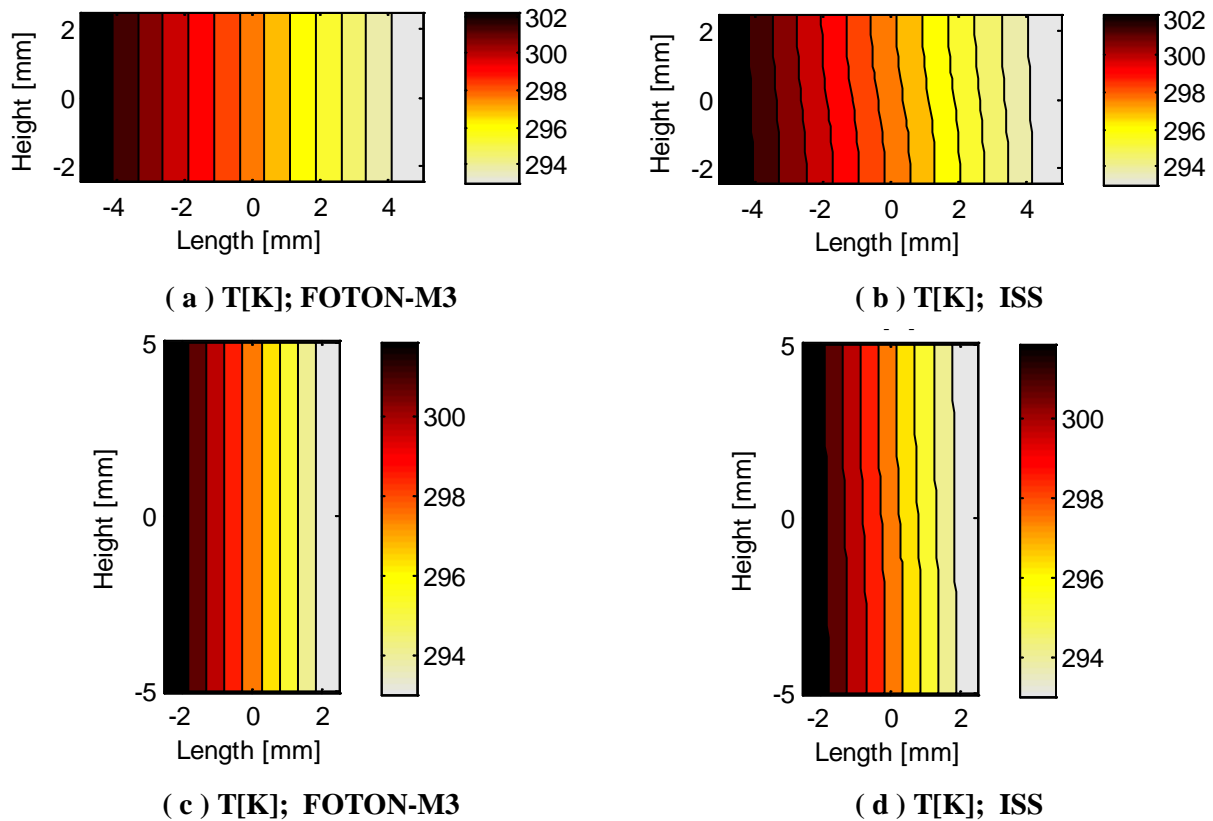 2
0
-2
Height [mm]
-4 -2 0 2 4
Length [mm]
302
300
298
296
294
( a ) T[K]; FOTON-M3
2
0
-2
Height [mm]
-4 -2 0 2 4
Length [mm]
302
300
298
296
294
( b ) T[K]; ISS
5
0
-5
Height [mm]
-2 0 2
Length [mm]
300
298
296
294
( c ) T[K]; FOTON-M3
5
0
-5
Height [mm]
-2 0 2
Length [mm]
300
298
296
294
( d ) T[K]; ISS